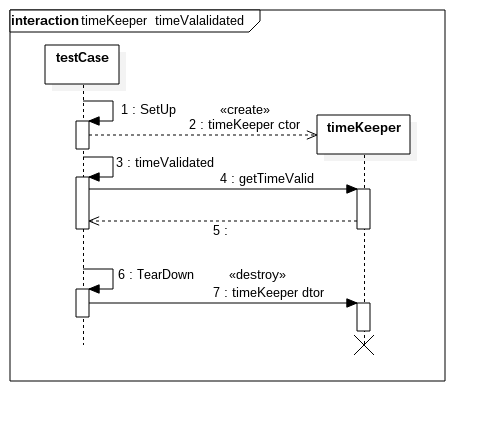 interaction timeKeeper timeValalidated
testCase
1 : SetUp
«create»
2 : timeKeeper ctor
timeKeeper
3 : timeValidated
4 : getTimeValid
5 :
6 : TearDown
«destroy»
7 : timeKeeper dtor